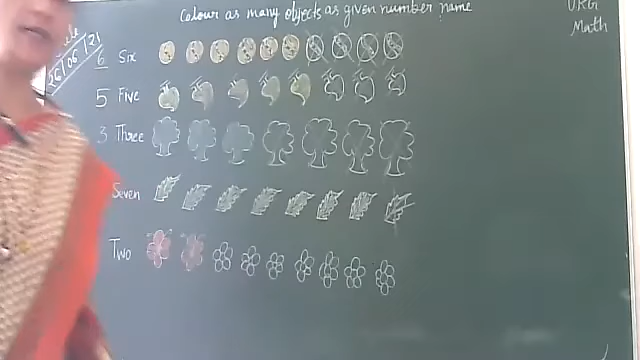 Colour as many objects as given number name
UKG
Math
26/06/21
6 Six
5 Five
3 Three
Seven
Two